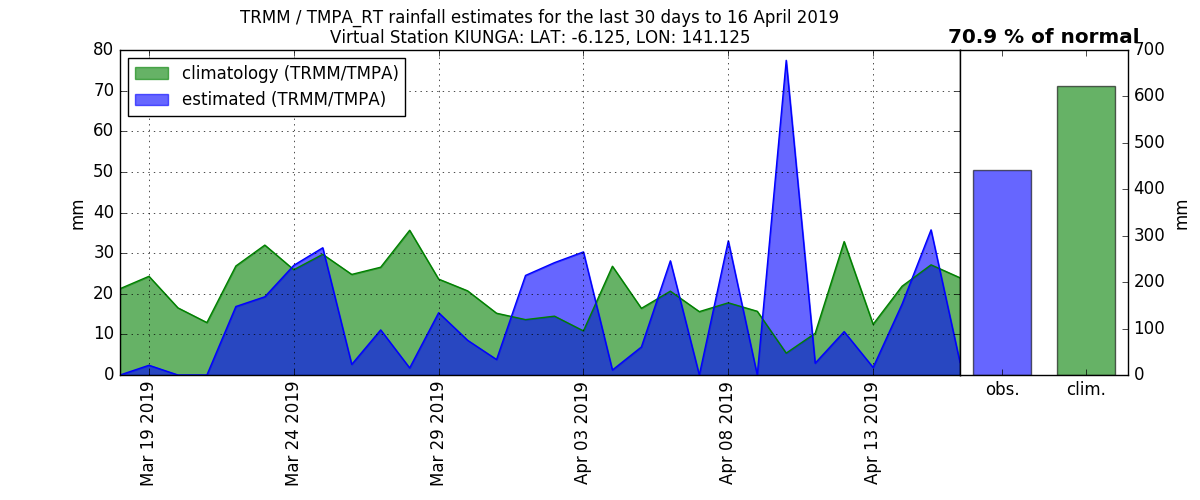 TRMM / TMPA_RT rainfall estimates for the last 30 days to 16 April 2019
Virtual Station KIUNGA: LAT: -6.125, LON: 141.125
70.9 % of normal
climatology (TRMM/TMPA)
estimated (TRMM/TMPA)
mm
80
70
60
50
40
30
20
10
0
Mar 19 2019
Mar 24 2019
Mar 29 2019
Apr 03 2019
Apr 08 2019
Apr 13 2019
obs.
clim.
700
600
500
400
300
200
100
0
mm